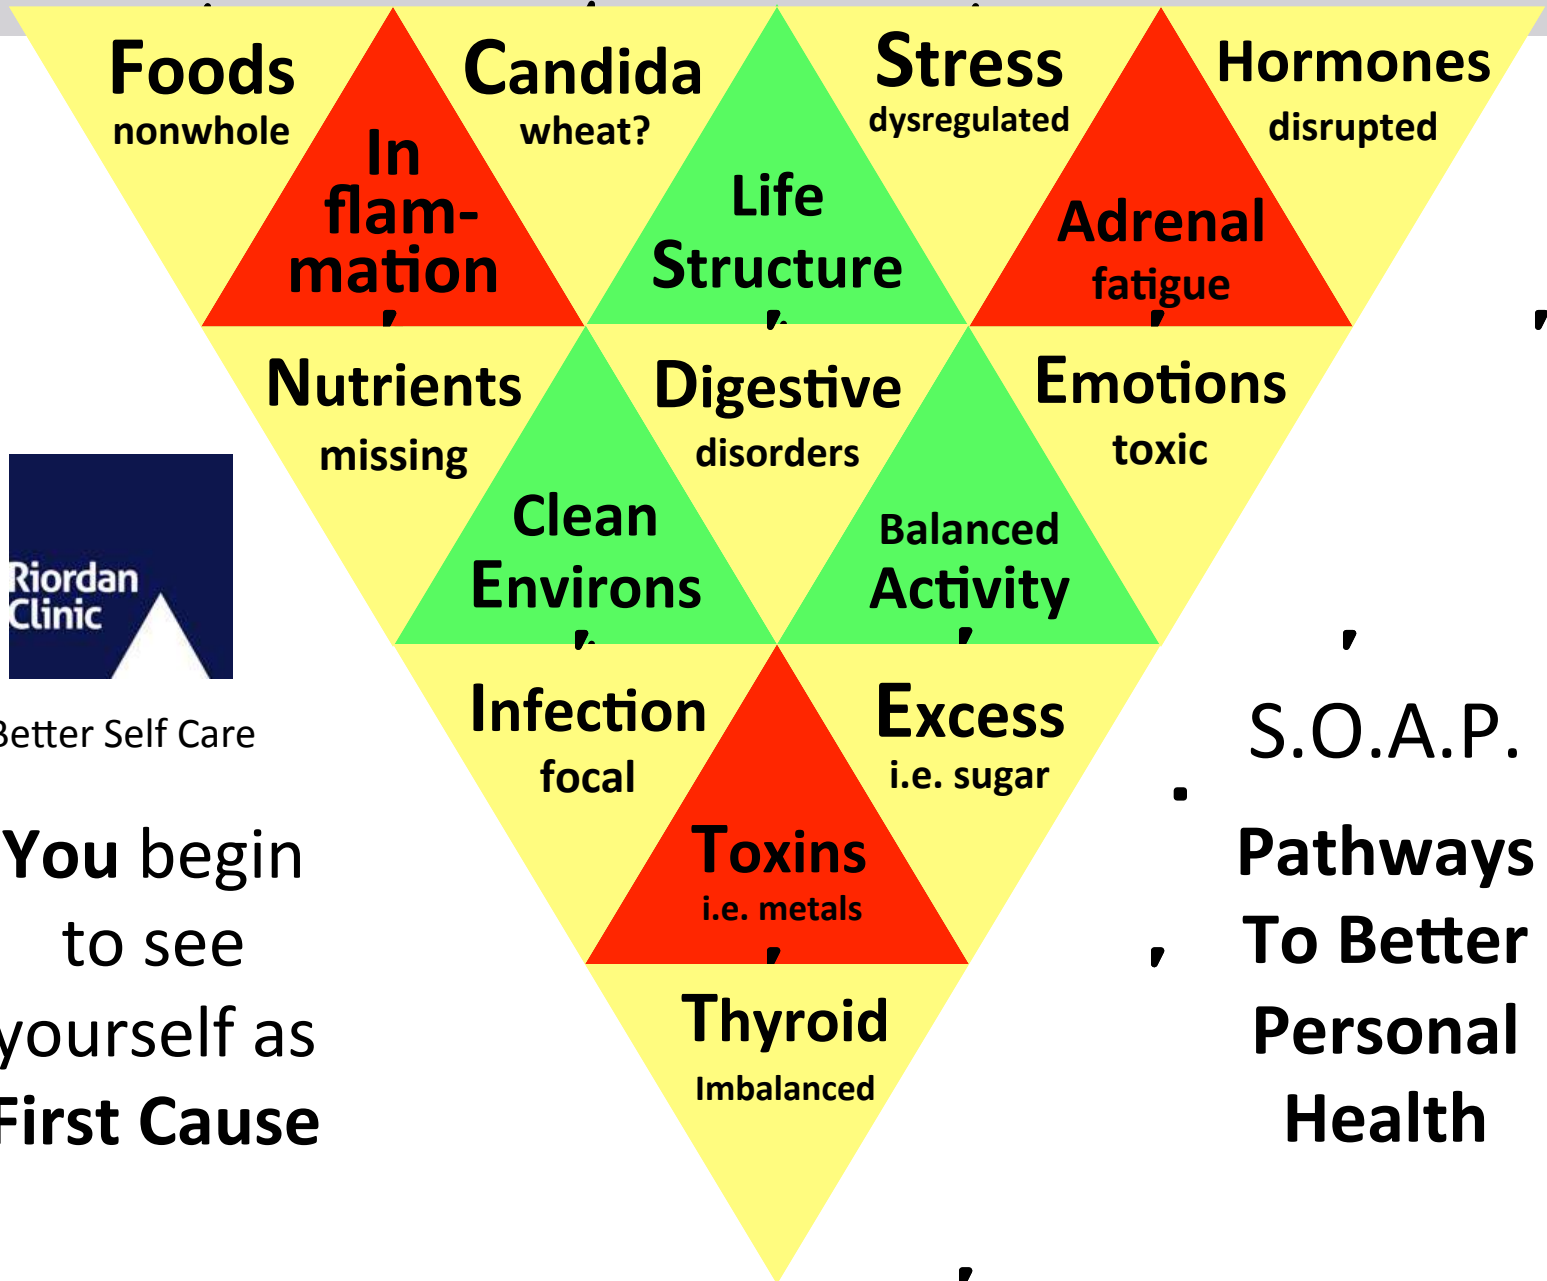 Foods
nonwhole
In
flam-
mation
Candida
wheat?
Life
Structure
Stress
dysregulated
Adrenal
fatigue
Hormones
disrupted
Nutrients
missing
Clean
Environs
Digestive
disorders
Balanced
Activity
Emotions
toxic
Riordan
Clinic
Better Self Care
You begin
to see
yourself as
First Cause
Infection
focal
Toxins
i.e. metals
Excess
i.e. sugar
Thyroid
Imbalanced
S.O.A.P.
Pathways
To Better
Personal
Health